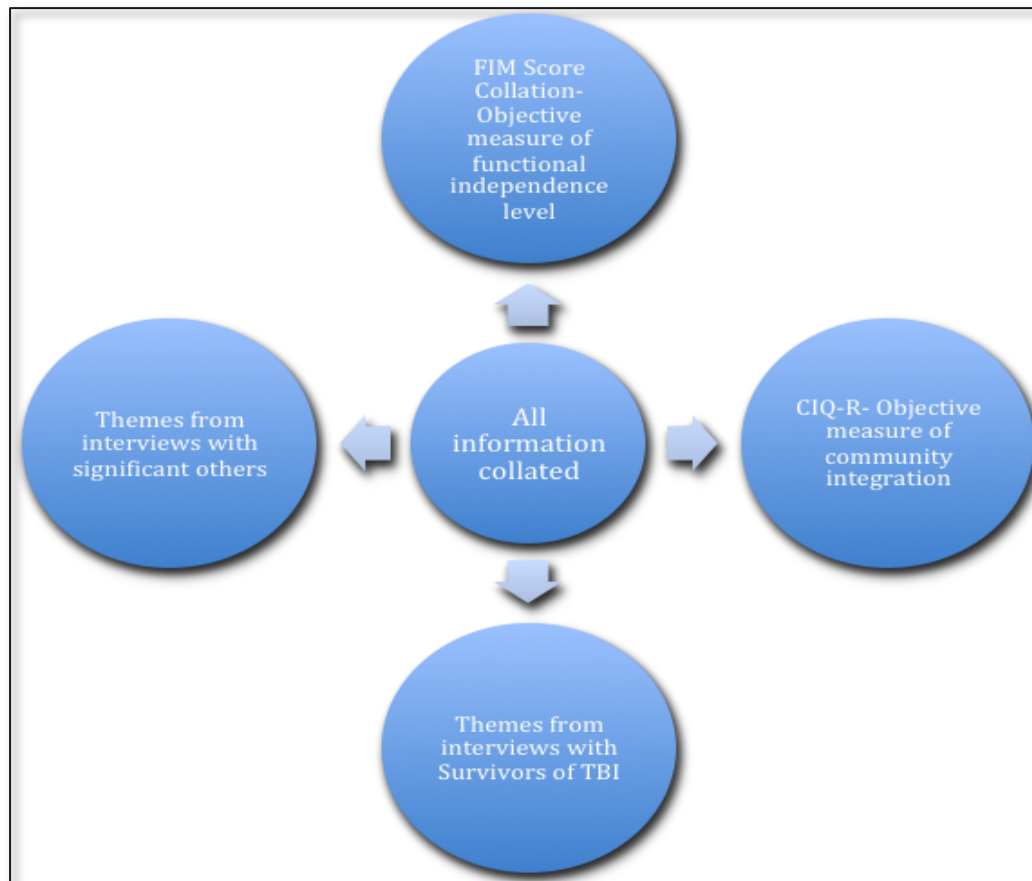 FIM Score
Collation-
Objective
measure of
functional
independence
level
Themes from
interviews with
significant others
All
information
collated
CIQ-R- Objective
measure of
community
integration
Themes from
interviews with
Survivors of TBI